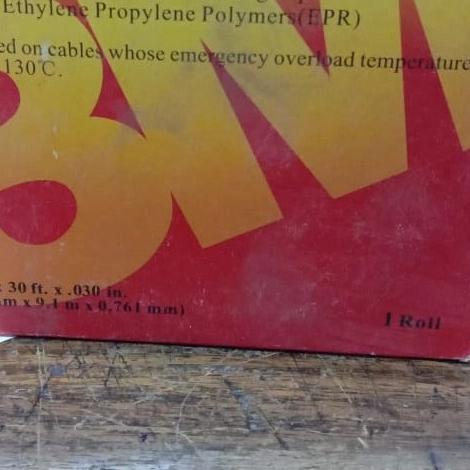 Ethylene Propylene Polymers(EPR)
ed on cables whose emergency overload temperature
130°C.
BM
30 ft. x .030 in.
m x 9.1 m x 0.761 mm)
1 Roll